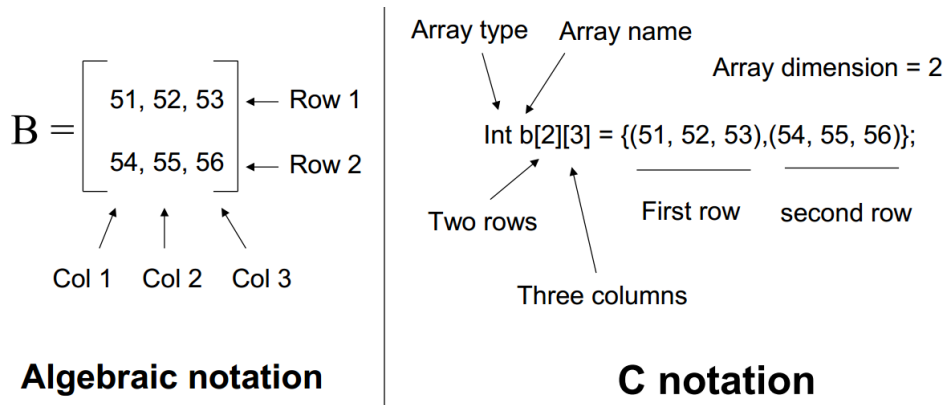 B =
51, 52, 53
Row 1
54, 55, 56
Row 2
Col 1 Col 2 Col 3
Algebraic notation
Array type Array name
Array dimension = 2
Int b[2][3] = {(51, 52, 53),(54, 55, 56)};
Two rows
First row
second row
Three columns
C notation